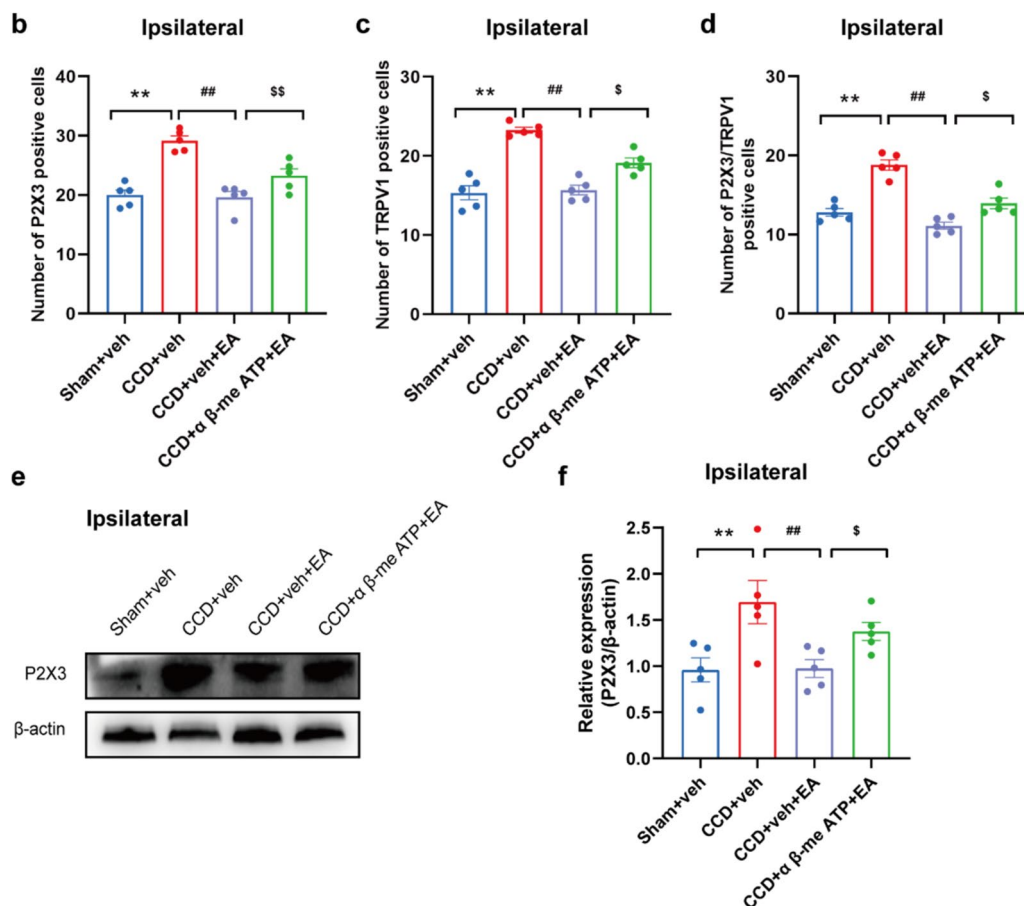 b
Ipsilateral
Number of P2X3 positive cells
40
30
20
10
0
**
##
$$
Sham+veh
CCD+veh
CCD+veh+EA
CCD+α β-me ATP+EA
c
Ipsilateral
Number of TRPV1 positive cells
30
20
10
0
**
##
$
Sham+veh
CCD+veh
CCD+veh+EA
CCD+α β-me ATP+EA
d
Ipsilateral
Number of P2X3/TRPV1
positive cells
30
20
10
0
**
##
$
Sham+veh
CCD+veh
CCD+veh+EA
CCD+α β-me ATP+EA
e
Ipsilateral
Sham+veh
CCD+veh
CCD+veh+EA
CCD+α β-me ATP+EA
P2X3
β-actin
f
Ipsilateral
Relative expression
(P2X3/β-actin)
2.5
2.0
1.5
1.0
0.5
0.0
**
##
$
Sham+veh
CCD+veh
CCD+veh+EA
CCD+α β-me ATP+EA